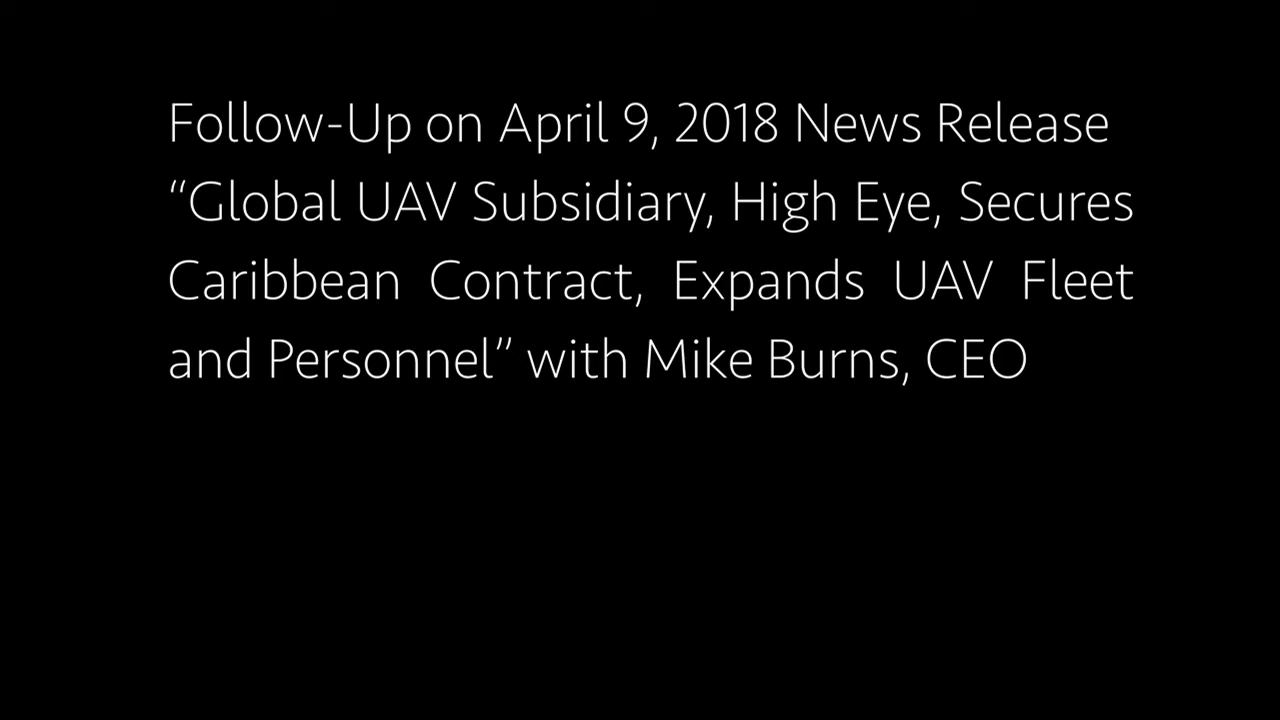 Follow-Up on April 9, 2018 News Release
“Global UAV Subsidiary, High Eye, Secures
Caribbean Contract, Expands UAV Fleet
and Personnel” with Mike Burns, CEO